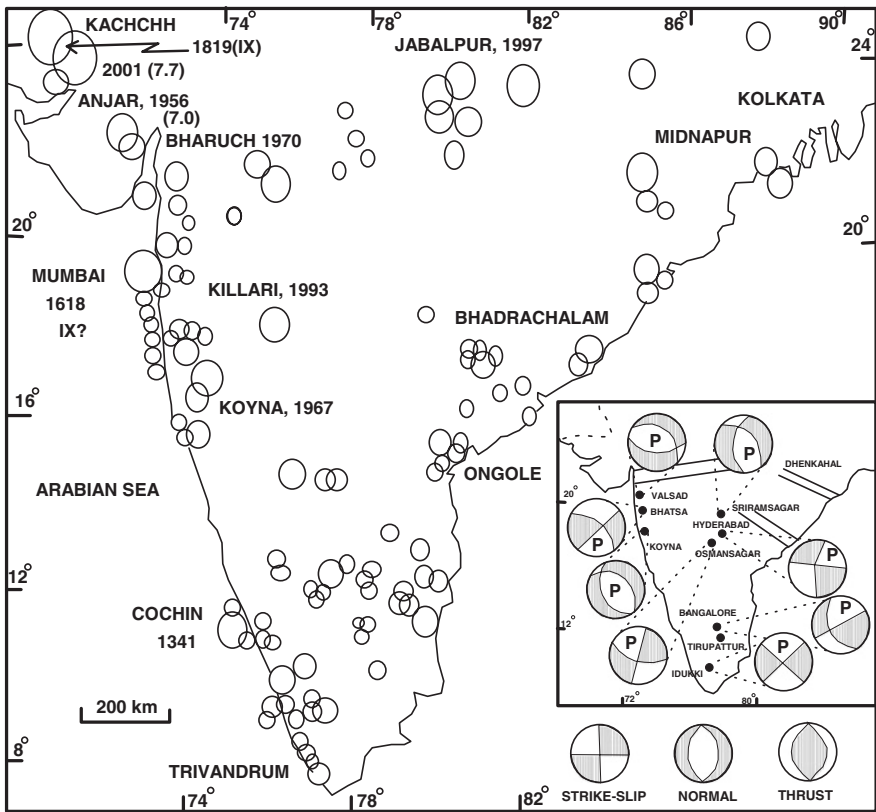 74° 78° 82° 86° 90°
KACHCHH
1819(IX)
24°
JABALPUR, 1997
2001 (7.7)
ANJAR, 1956
(7.0)
KOLKATA
BHARUCH 1970
MIDNAPUR
20° 20°
MUMBAI
1618
IX?
KILLARI, 1993
BHADRACHALAM
16°
KOYNA, 1967
ONGOLE
ARABIAN SEA
12°
COCHIN
1341
200 km
8°
TRIVANDRUM
74° 78° 82°
P P
DHENKAHAL
20°
VALSAD
BHATSA
SRIRAMSAGAR
HYDERABAD
KOYNA
OSMANSAGAR
P P
P
BANGALORE
12°
TIRUPATTUR
P
P P
IDUKKI
72° 80°
STRIKE-SLIP NORMAL THRUST